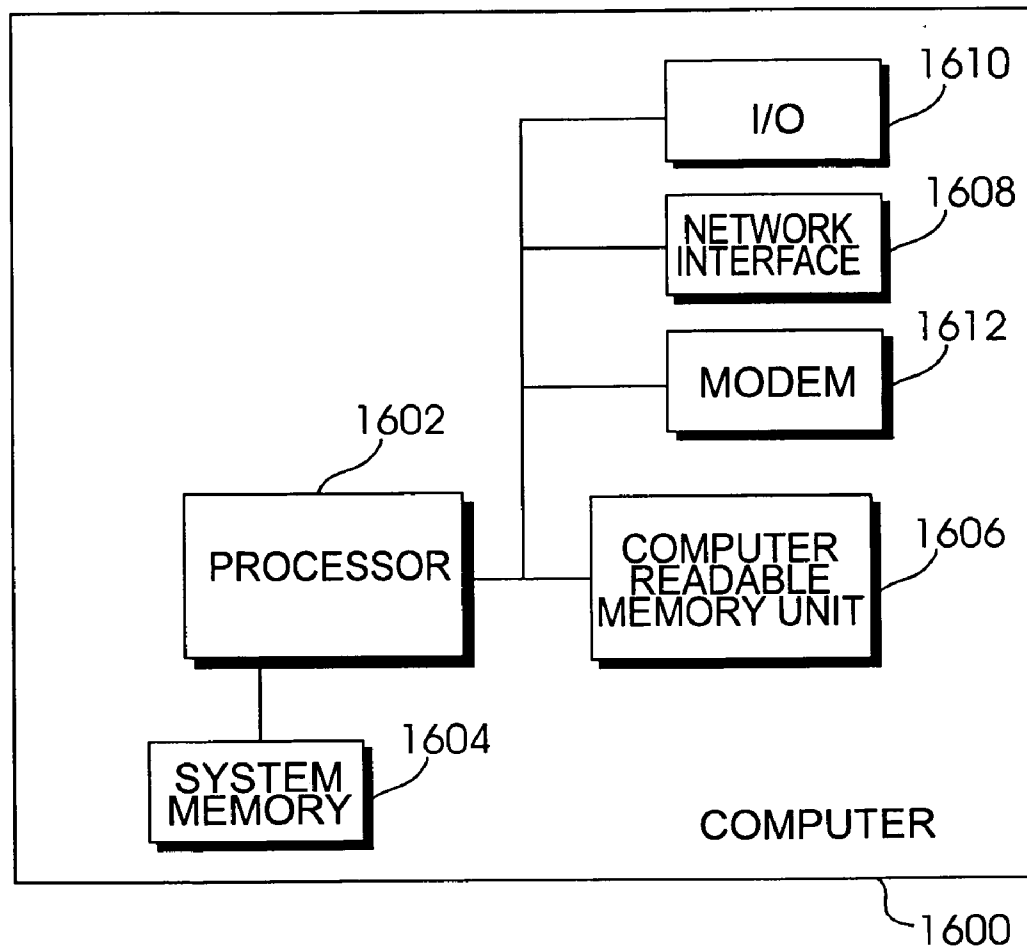 1610
I/O
1608
NETWORK
INTERFACE
1612
MODEM
1602
PROCESSOR
1606
COMPUTER
READABLE
MEMORY UNIT
1604
SYSTEM
MEMORY
COMPUTER
1600